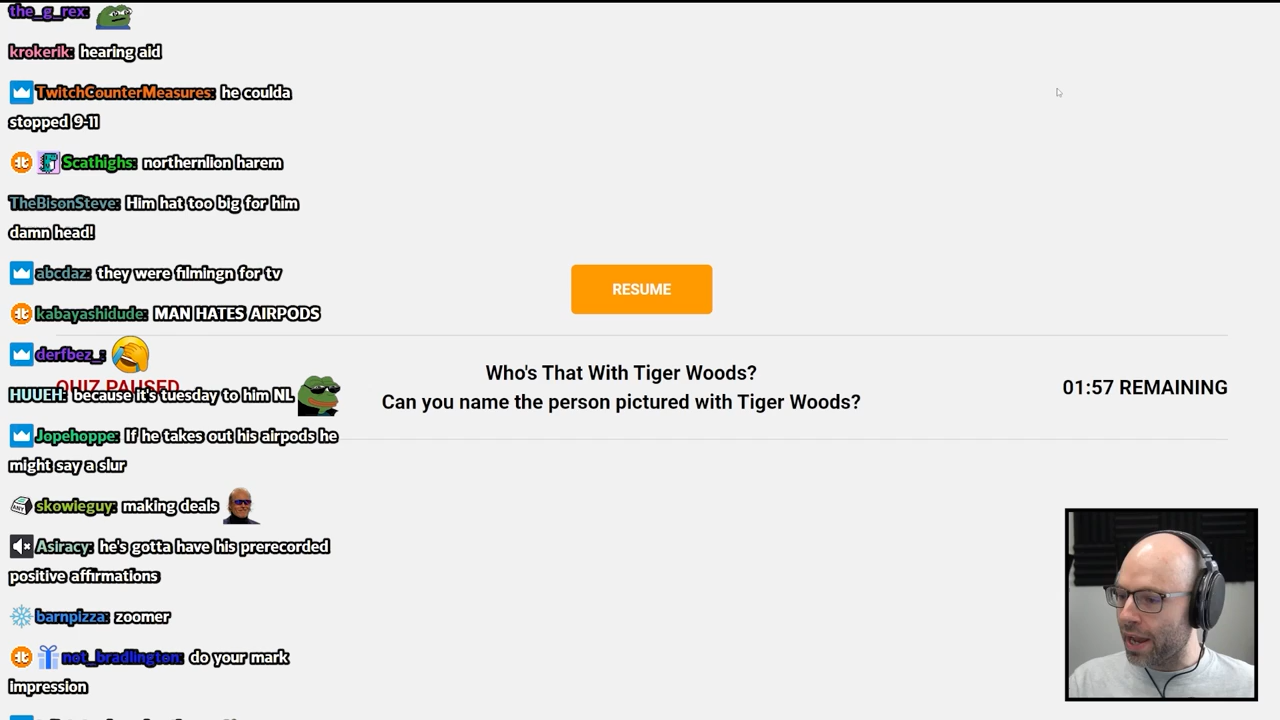 the_g_rex:
krokerik: hearing aid
TwitchCounterMeasures: he coulda
stopped 9-11
Scathighs: northernlion harem
TheBisonSteve: Him hat too big for him
damn head!
abcdaz: they were filmingn for tv
kabayashidude: MAN HATES AIRPODS
derfbez_:
HUUEH: because it's tuesday to him NL
Jopehoppe: If he takes out his airpods he
might say a slur
skowieguy: making deals
Asiracy: he's gotta have his prerecorded
positive affirmations
barnpizza: zoomer
not_bradlington: do your mark
impression
RESUME
QUIZ PAUSED
Who's That With Tiger Woods?
Can you name the person pictured with Tiger Woods?
01:57 REMAINING